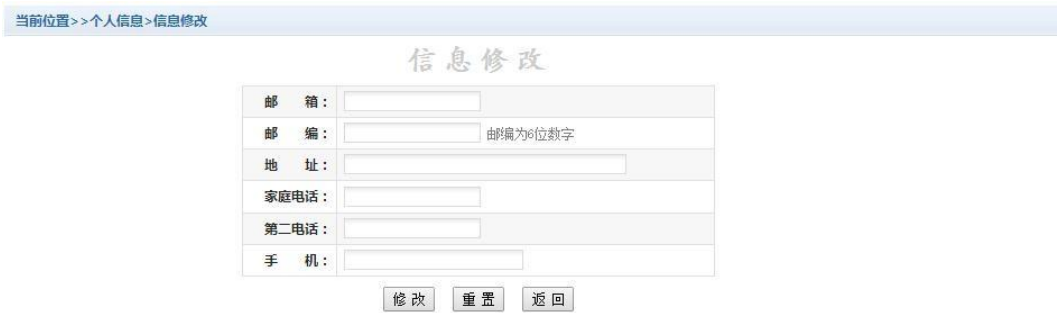 当前位置>>个人信息>信息修改
信息修改
邮 箱：
邮 编： 邮编为6位数字
地 址：
家庭电话：
第二电话：
手 机：
修 改 重 置 返 回